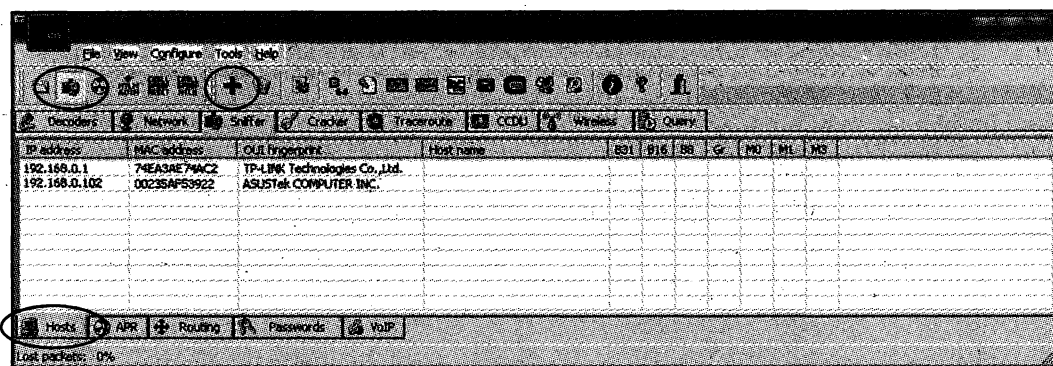 File View Configure Tools Help
Decoders Network Sniffer Cracker Traceroute CCDU Wireless Query
IP address MAC address OUI fingerprint Host name B31 B16 B8 Gr M0 M1 M3
192.168.0.1 74EA3AE74AC2 TP-LINK Technologies Co.,Ltd.
192.168.0.102 00235AF53922 ASUSTek COMPUTER INC.
Hosts APR Routing Passwords VoIP
Lost packets: 0%